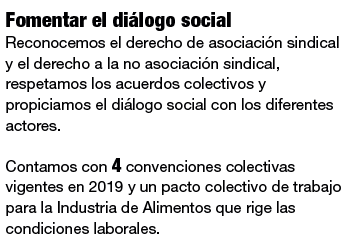 Fomentar el diálogo social
Reconocemos el derecho de asociación sindical
y el derecho a la no asociación sindical,
respetamos los acuerdos colectivos y
propiciamos el diálogo social con los diferentes
actores.
Contamos con 4 convenciones colectivas
vigentes en 2019 y un pacto colectivo de trabajo
para la Industria de Alimentos que rige las
condiciones laborales.